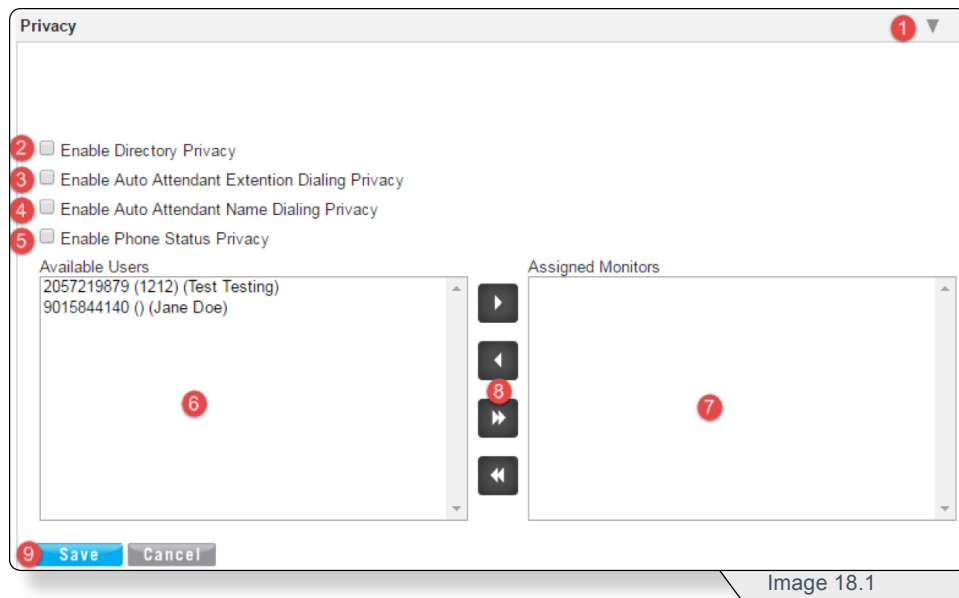 Privacy 1
2 Enable Directory Privacy
3 Enable Auto Attendant Extention Dialing Privacy
4 Enable Auto Attendant Name Dialing Privacy
5 Enable Phone Status Privacy
Available Users Assigned Monitors
2057219879 (1212) (Test Testing)
9015844140 () (Jane Doe)
8
6 7
9 Save Cancel
Image 18.1